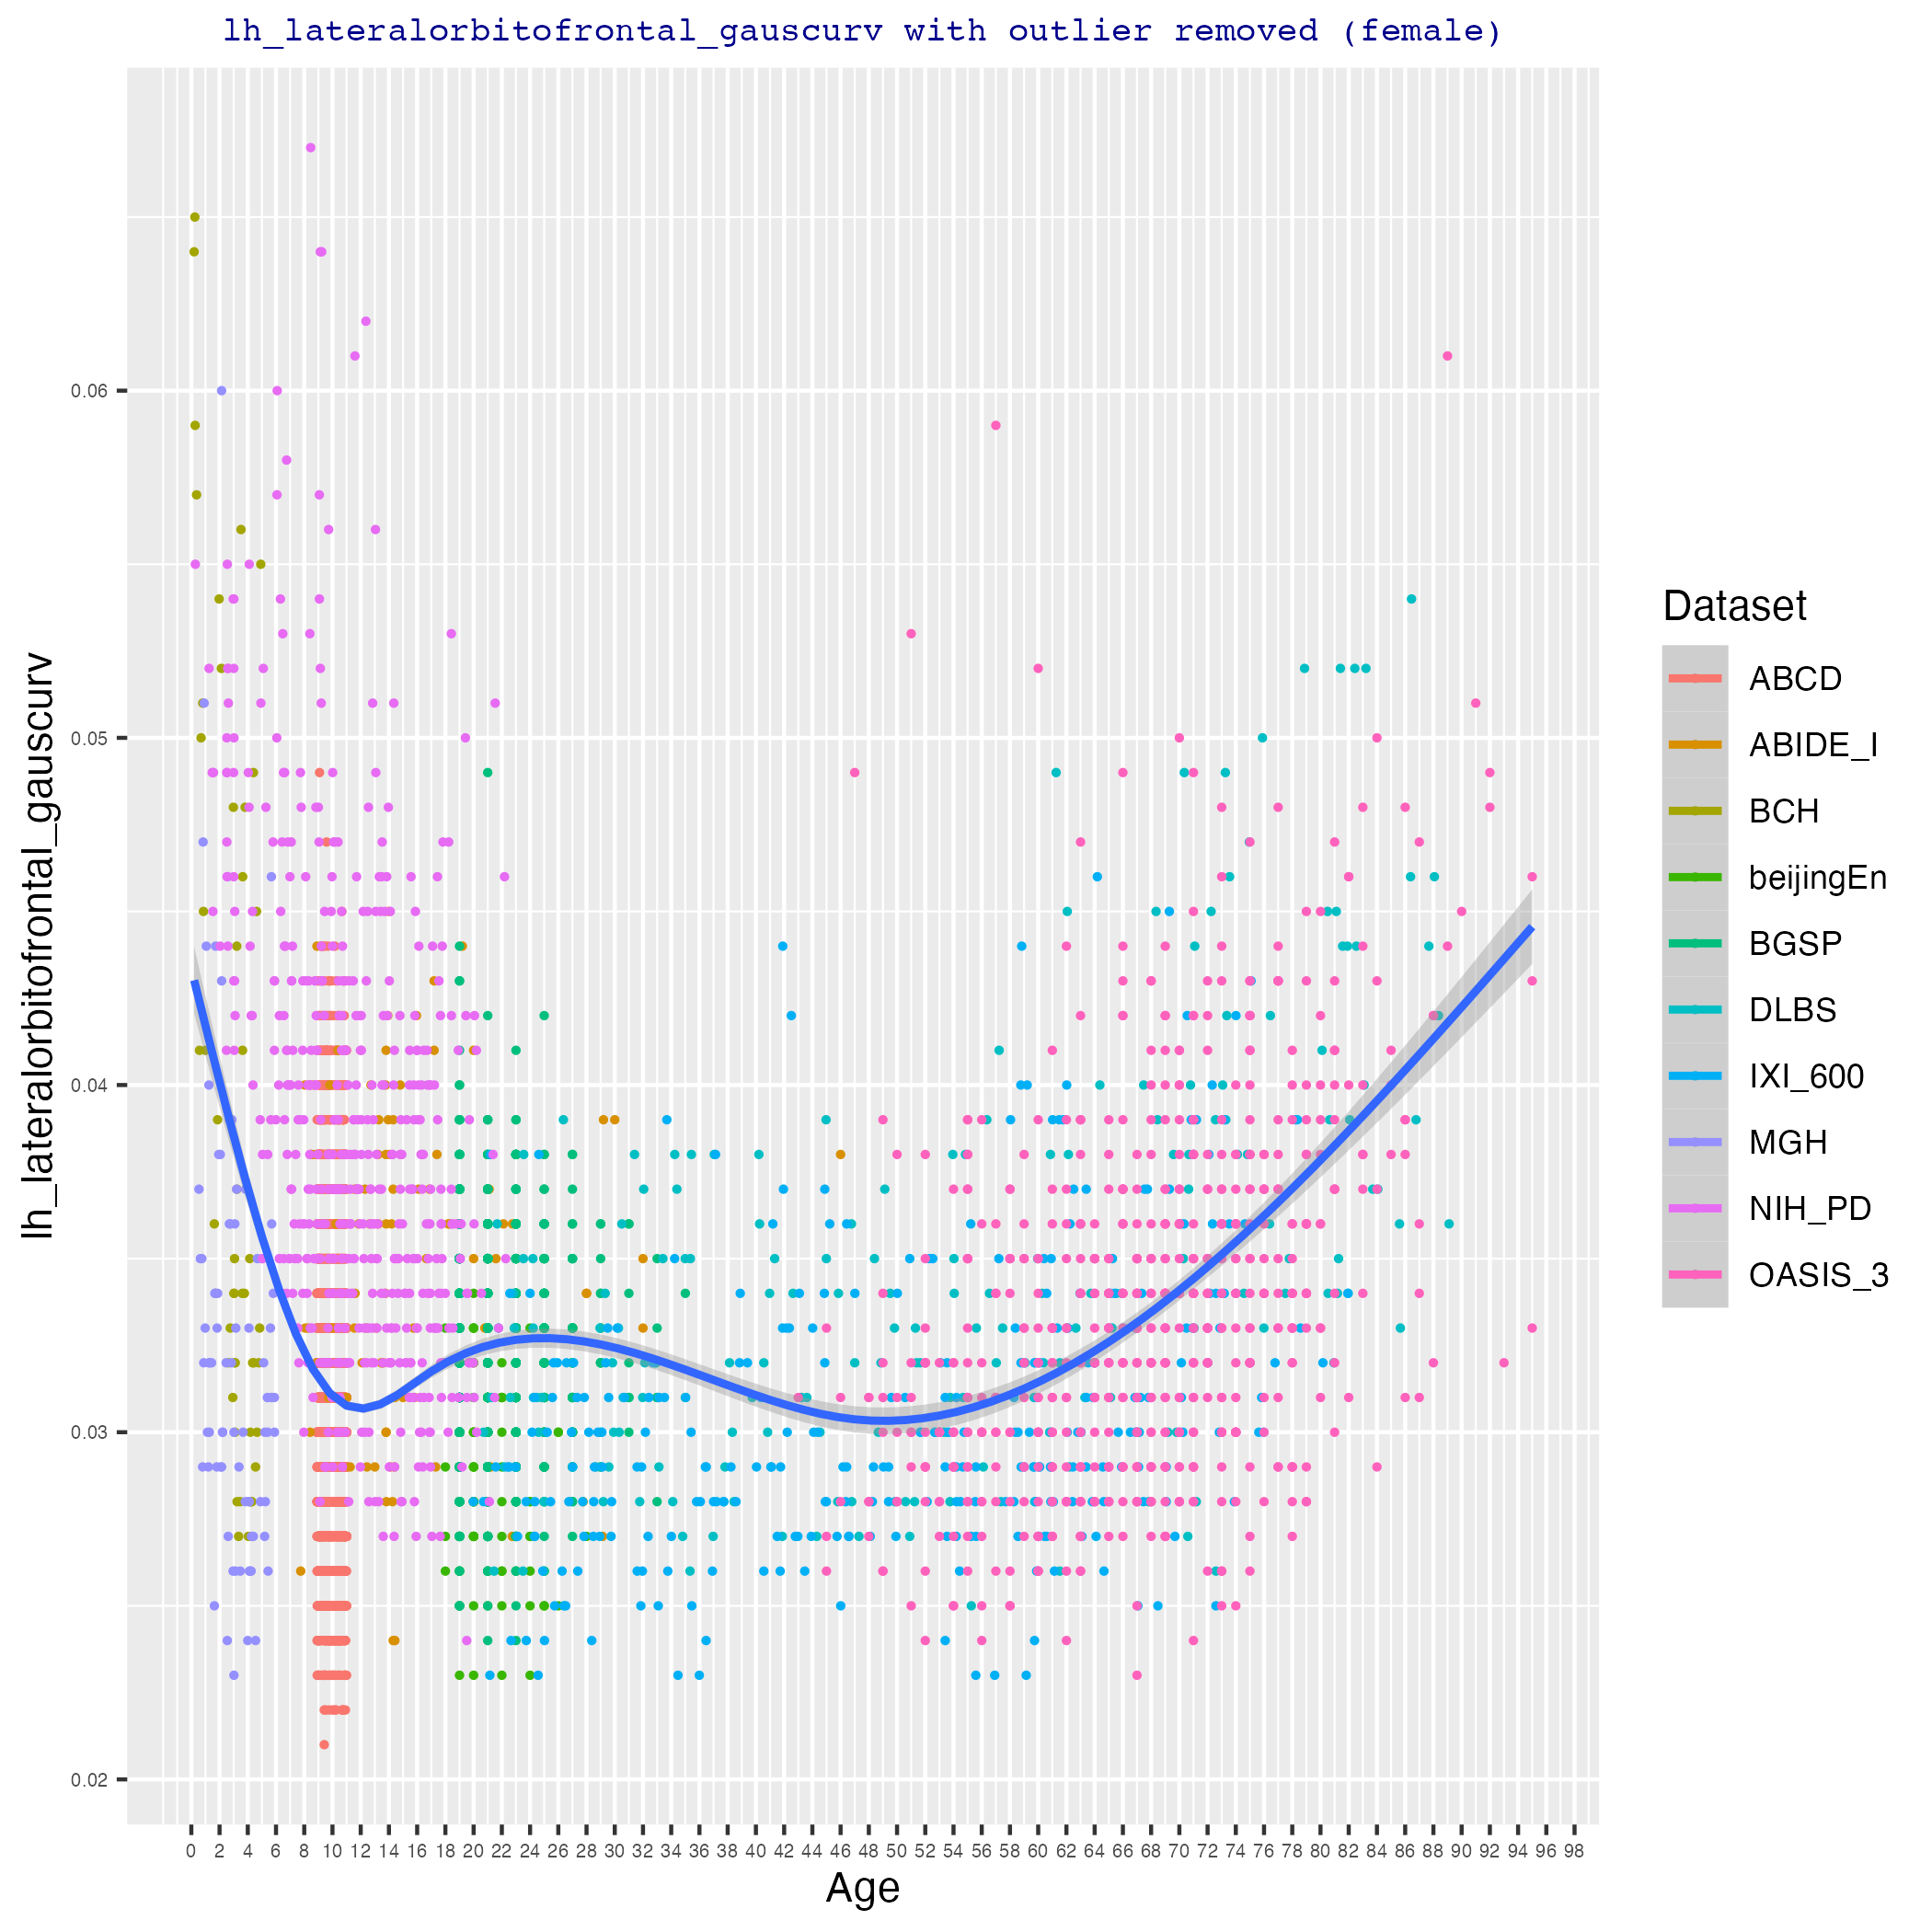 lh_lateralorbitofrontal_gauscurv with outlier removed (female)
lh_lateralorbitofrontal_gauscurv
0.06
0.05
0.04
0.03
0.02
0 2 4 6 8 10 12 14 16 18 20 22 24 26 28 30 32 34 36 38 40 42 44 46 48 50 52 54 56 58 60 62 64 66 68 70 72 74 76 78 80 82 84 86 88 90 92 94 96 98
Age
Dataset
ABCD
ABIDE_I
BCH
beijingEn
BGSP
DLBS
IXI_600
MGH
NIH_PD
OASIS_3